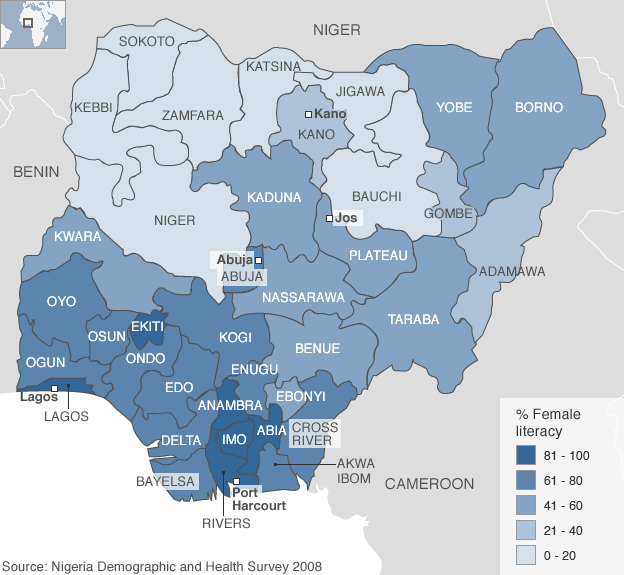 NIGER
SOKOTO
KATSINA
JIGAWA
KEBBI
ZAMFARA
Kano
KANO
YOBE
BORNO
BENIN
NIGER
KADUNA
BAUCHI
GOMBE
Jos
KWARA
Abuja
ABUJA
PLATEAU
ADAMAWA
OYO
NASSARAWA
TARABA
EKITI
OSUN
KOGI
BENUE
OGUN
ONDO
ENUGU
EDO
EBONYI
Lagos
LAGOS
ANAMBRA
DELTA
IMO
ABIA
CROSS
RIVER
BAYELSA
AKWA
IBOM
CAMEROON
Port
Harcourt
RIVERS
% Female
literacy
81 - 100
61 - 80
41 - 60
21 - 40
0 - 20
Source: Nigeria Demographic and Health Survey 2008